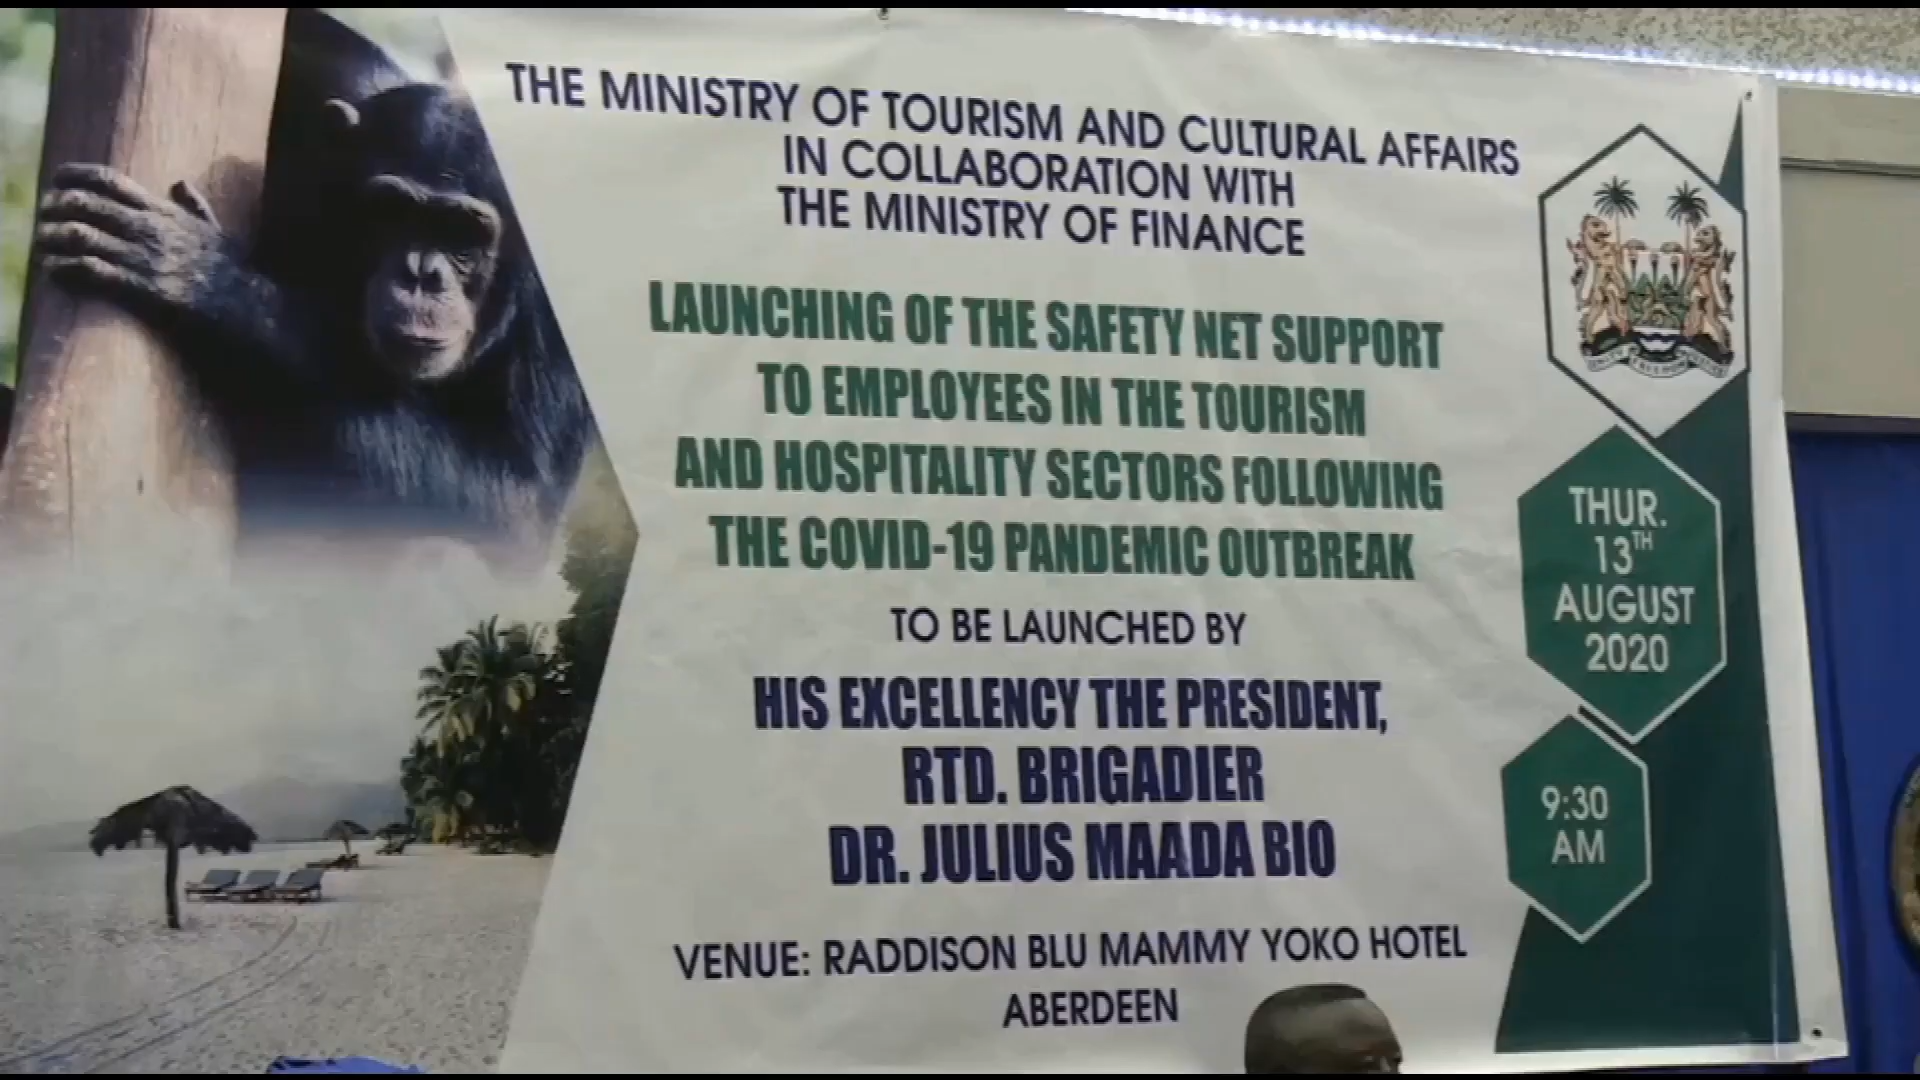 THE MINISTRY OF TOURISM AND CULTURAL AFFAIRS
IN COLLABORATION WITH
THE MINISTRY OF FINANCE
LAUNCHING OF THE SAFETY NET SUPPORT
TO EMPLOYEES IN THE TOURISM
AND HOSPITALITY SECTORS FOLLOWING
THE COVID-19 PANDEMIC OUTBREAK
TO BE LAUNCHED BY
HIS EXCELLENCY THE PRESIDENT,
RTD. BRIGADIER
DR. JULIUS MAADA BIO
VENUE: RADDISON BLU MAMMY YOKO HOTEL
ABERDEEN
THUR.
13TH
AUGUST
2020
9:30
AM